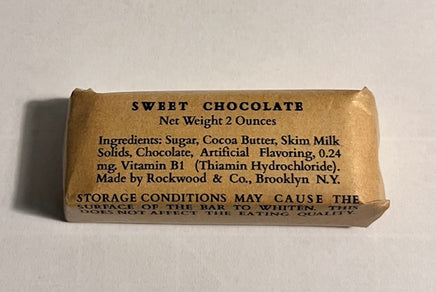 SWEET CHOCOLATE
Net Weight 2 Ounces
Ingredients: Sugar, Cocoa Butter, Skim Milk
Solids, Chocolate, Artificial Flavoring, 0.24
mg. Vitamin B1 (Thiamin Hydrochloride).
Made by Rockwood & Co., Brooklyn N.Y.
STORAGE CONDITIONS MAY CAUSE THE
SURFACE OF THE BAR TO WHITEN. THIS
DOES NOT AFFECT THE EATING QUALITY.